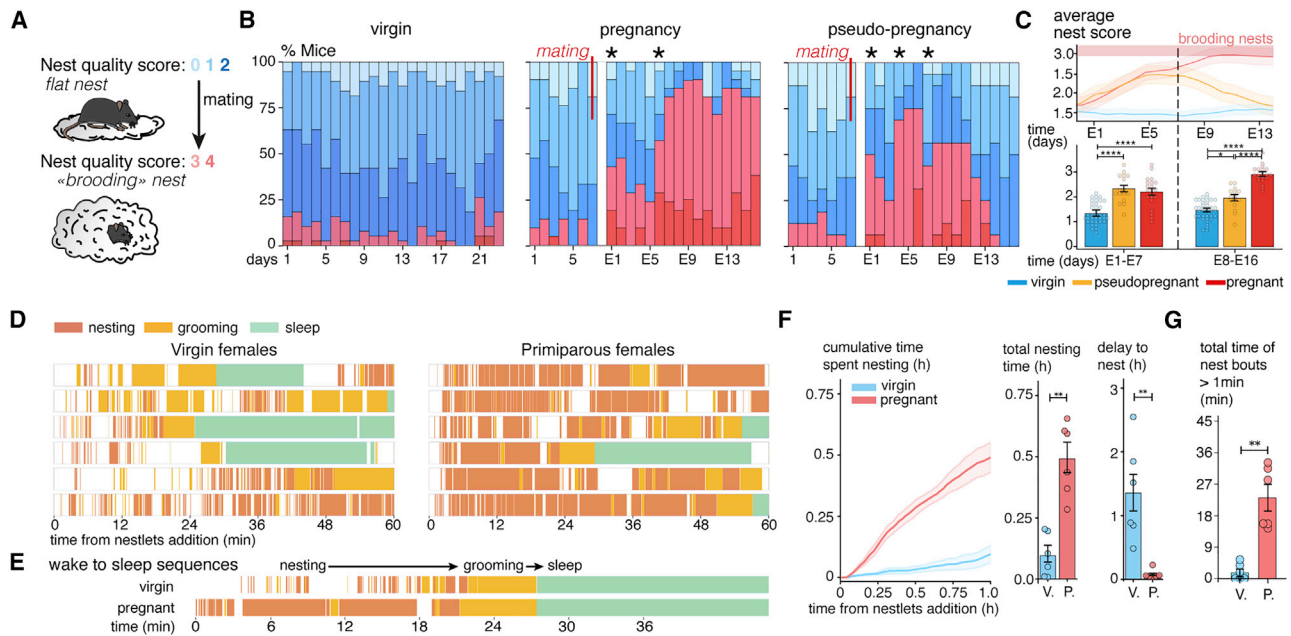 A
Nest quality score: 0 1 2
flat nest
mating
Nest quality score: 3 4
«brooding» nest
B
virgin
pregnancy
pseudo-pregnancy
% Mice
mating
* *
mating
* * *
100
75
50
25
0
days
1 5 9 13 17 21
1 5 E1 E5 E9 E13
1 5 E1 E5 E9 E13
C
average
nest score
brooding nests
3.0
2.0
1.5
1.5
time
(days)
E1 E5 E9 E13
****
****
****
* ****
3
2
1
0
time (days) E1-E7 E8-E16
virgin pseudopregnant pregnant
D
nesting grooming sleep
Virgin females
Primiparous females
0 12 24 36 48 60
0 12 24 36 48 60
time from nestlets addition (min)
E
wake to sleep sequences
nesting grooming sleep
virgin
pregnant
time (min) 0 6 12 18 24 30 36
F
cumulative time
spent nesting (h)
virgin
pregnant
0.75
0.5
0.25
0
0 0.25 0.5 0.75 1.0
time from nestlets addition (h)
total nesting
time (h)
0.75
0.5
0.25
0.0
**
V. P.
delay to
nest (h)
3
2
1
0
**
V. P.
G
total time of
nest bouts
> 1min
(min)
45
36
27
18
9
0
**
V. P.